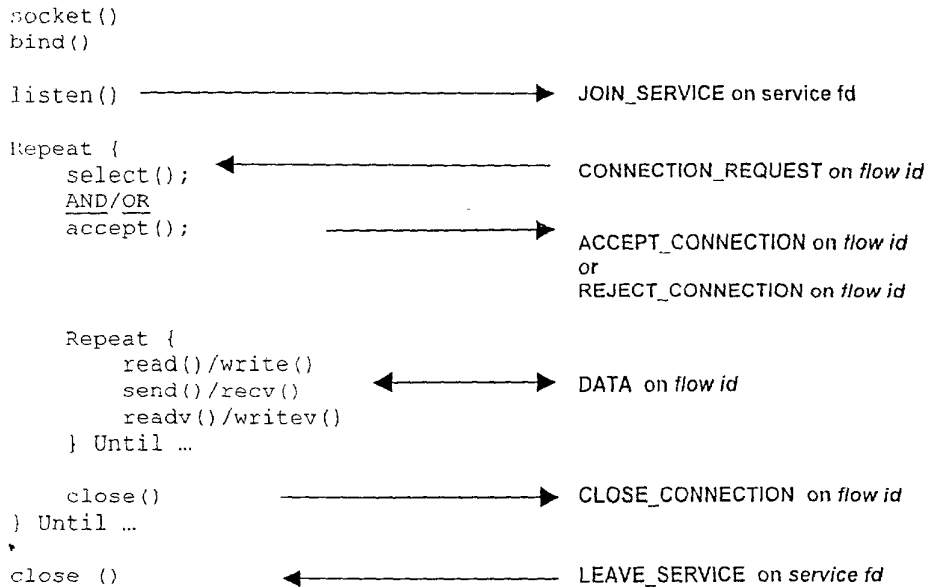 socket()
bind()
listen() JOIN_SERVICE on service fd
Repeat {
select(); CONNECTION_REQUEST on flow id
AND/OR
accept(); ACCEPT_CONNECTION on flow id
or
REJECT_CONNECTION on flow id
Repeat {
read()/write()
send()/recv() DATA on flow id
readv()/writev()
} Until ...
close() CLOSE_CONNECTION on flow id
} Until ...
close () LEAVE_SERVICE on service fd